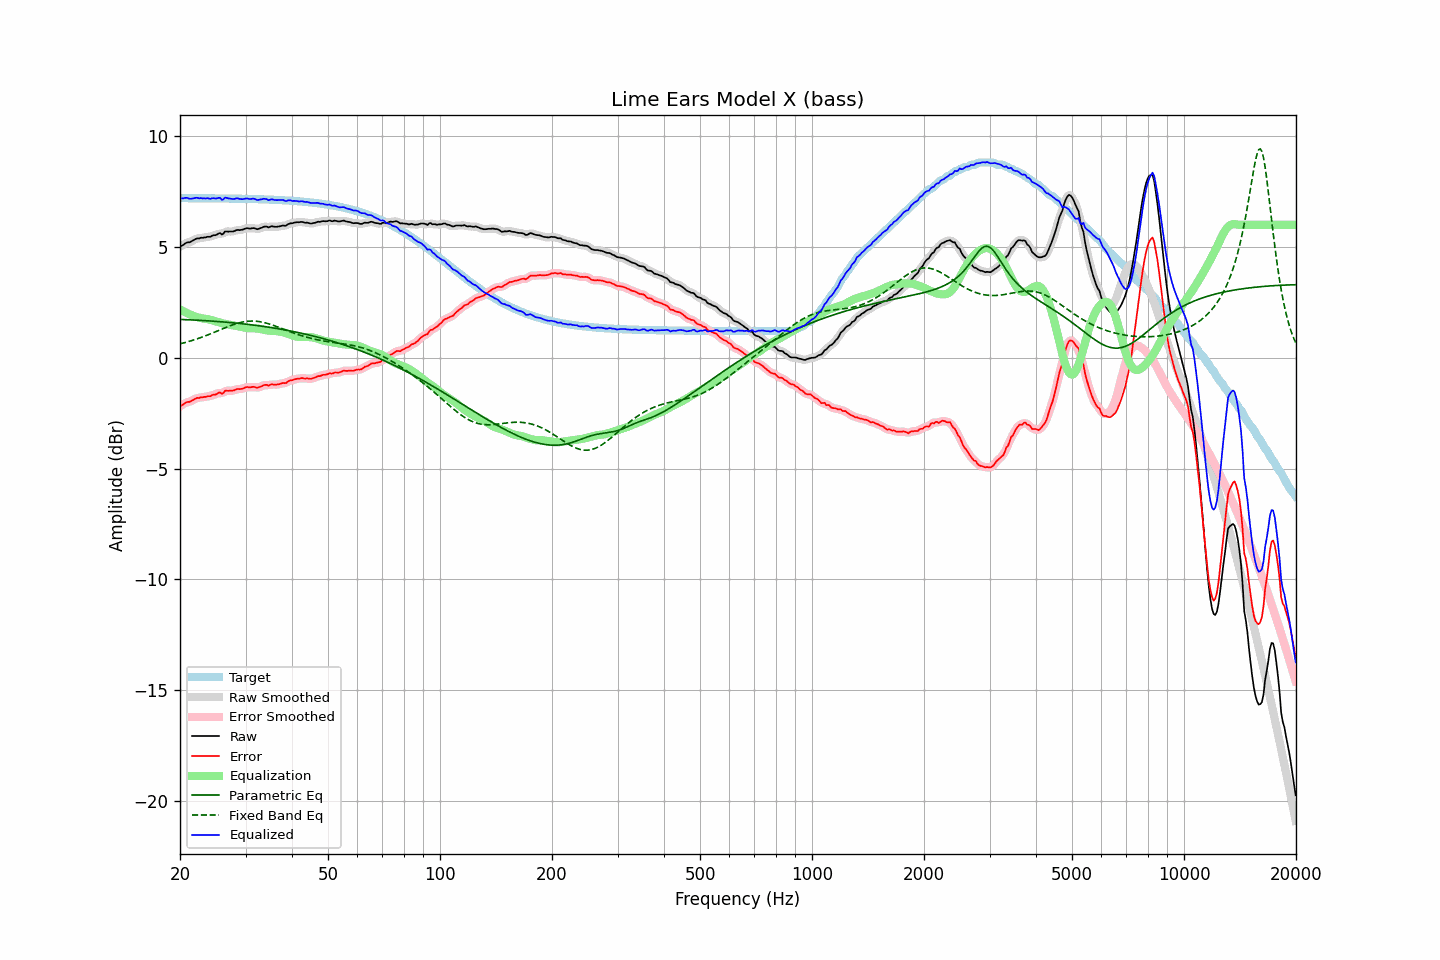 Lime Ears Model X (bass)
10
5
0
−5
−10
−15
−20
Amplitude (dBr)
Target
Raw Smoothed
Error Smoothed
Raw
Error
Equalization
Parametric Eq
Fixed Band Eq
Equalized
20 50 100 200 500 1000 2000 5000 10000 20000
Frequency (Hz)